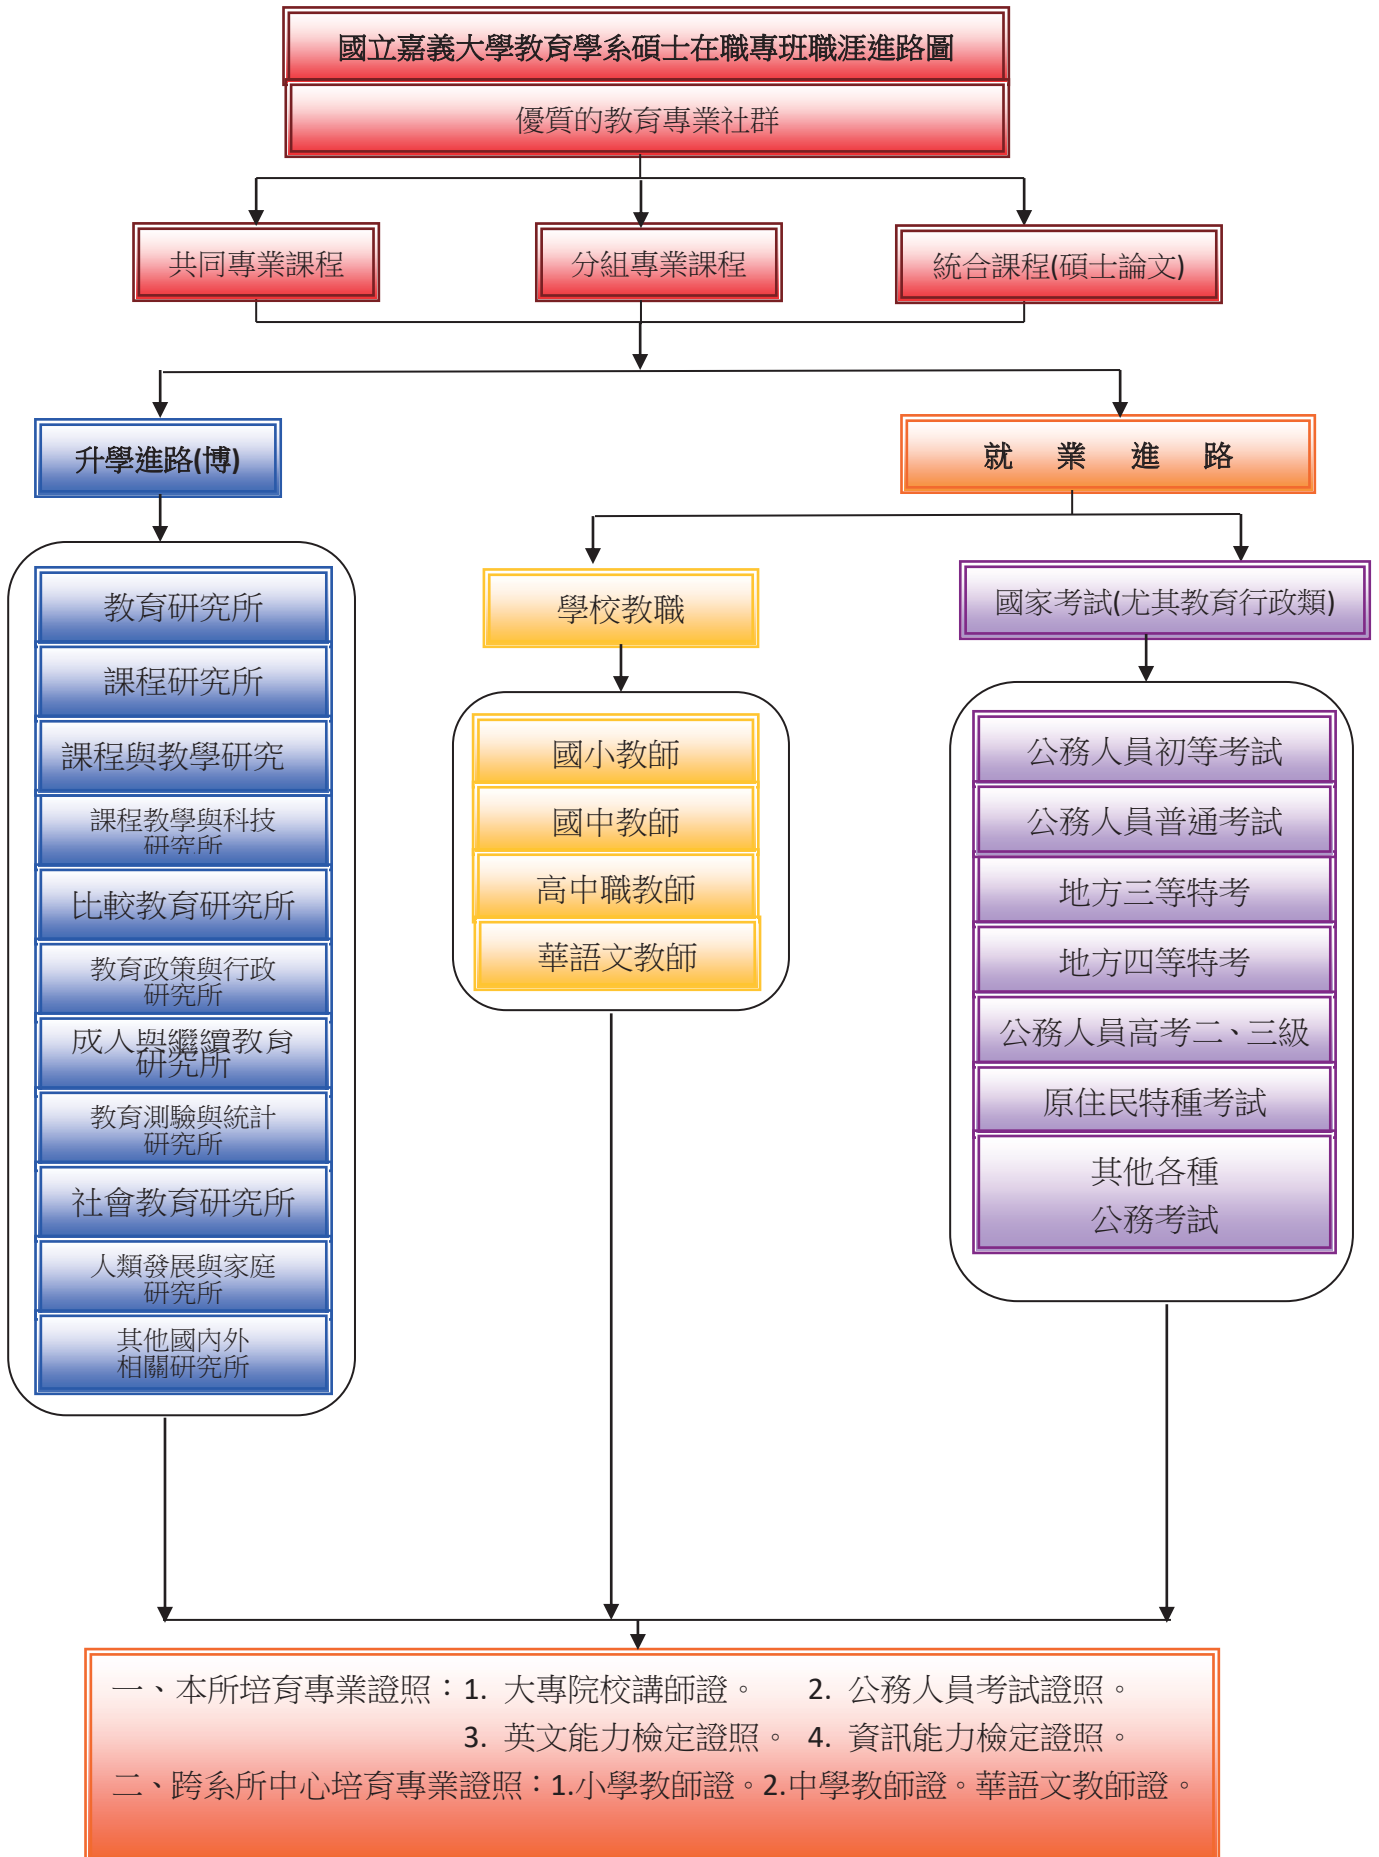 國立嘉義大學教育學系碩士在職專班職涯進路圖
優質的教育專業社群
共同專業課程
分組專業課程
統合課程(碩士論文)
升學進路(博)
就 業 進 路
教育研究所
課程研究所
課程與教學研究
課程教學與科技
研究所
比較教育研究所
教育政策與行政
研究所
成人與繼續教育
研究所
教育測驗與統計
研究所
社會教育研究所
人類發展與家庭
研究所
其他國內外
相關研究所
學校教職
國小教師
國中教師
高中職教師
華語文教師
國家考試(尤其教育行政類)
公務人員初等考試
公務人員普通考試
地方三等特考
地方四等特考
公務人員高考二、三級
原住民特種考試
其他各種
公務考試
一、本所培育專業證照：1. 大專院校講師證。 2. 公務人員考試證照。
3. 英文能力檢定證照。 4. 資訊能力檢定證照。
二、跨系所中心培育專業證照：1.小學教師證。2.中學教師證。華語文教師證。